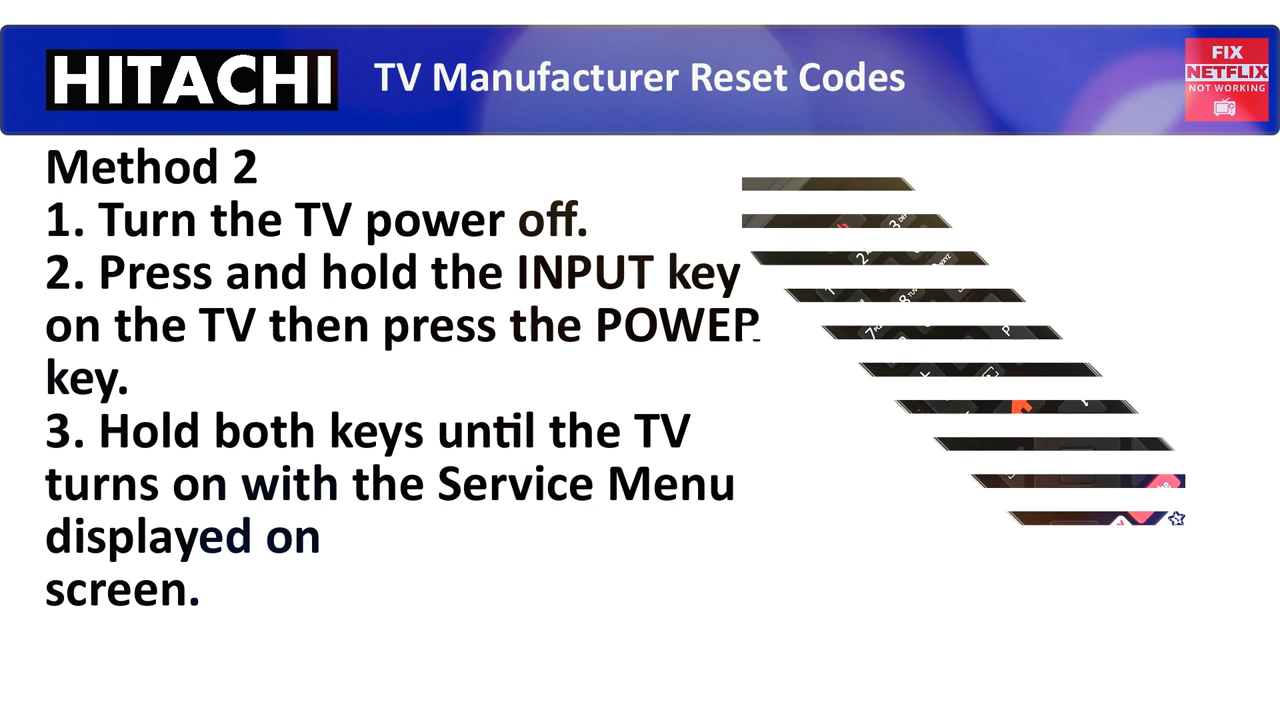 HITACHI
TV Manufacturer Reset Codes
FIX
NETFLIX
NOT WORKING
Method 2
1. Turn the TV power off.
2. Press and hold the INPUT key
on the TV then press the POWER
key.
3. Hold both keys until the TV
turns on with the Service Menu
displayed on
screen.